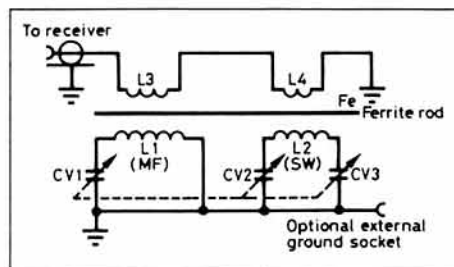 To receiver
L3
L4
Fe
Ferrite rod
L1
(MF)
L2
(SW)
CV1
CV2
CV3
Optional external
ground socket